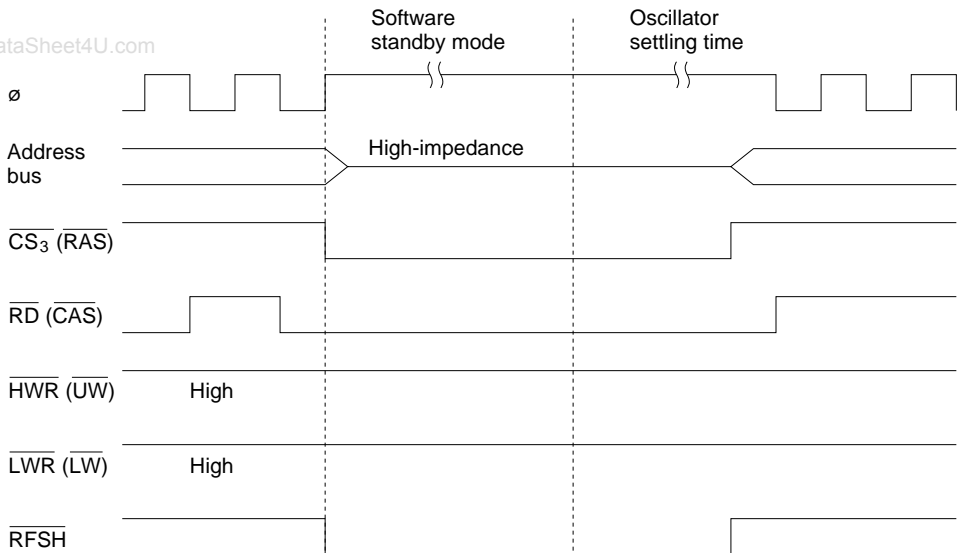 Software
standby mode
Oscillator
settling time
ataSheet4U.com
ø
Address
bus
High-impedance
CS₃ (RAS)
RD (CAS)
HWR (UW)
High
LWR (LW)
High
RFSH